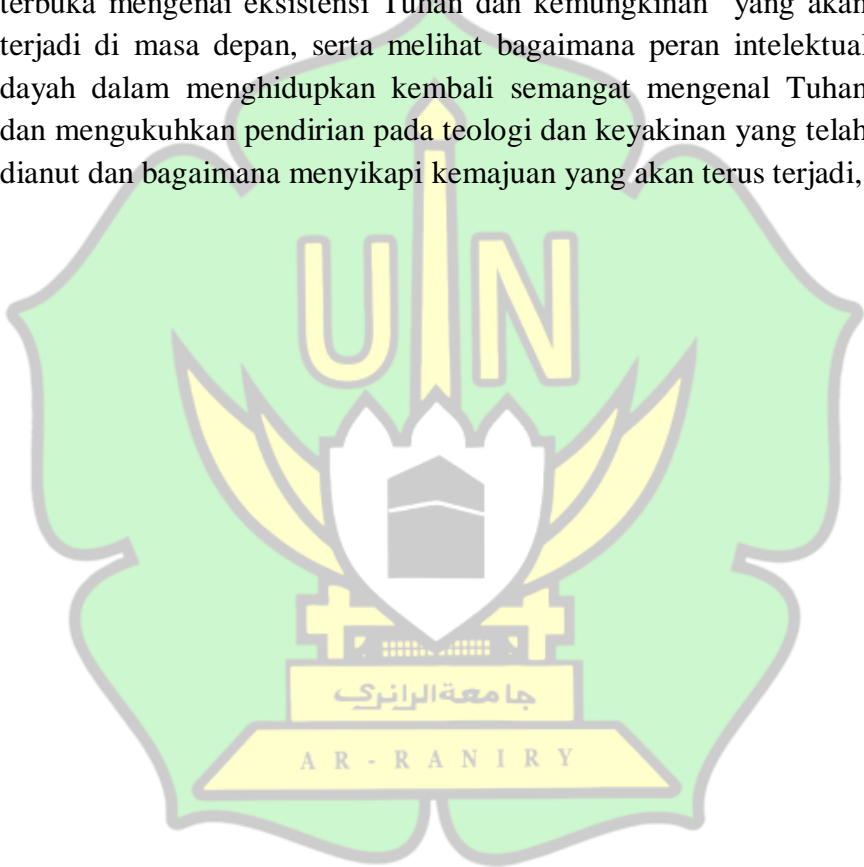 terbuka mengenai eksistensi Tuhan dan kemungkinan yang akan
terjadi di masa depan, serta melihat bagaimana peran intelektual
dayah dalam menghidupkan kembali semangat mengenal Tuhan
dan mengukuhkan pendirian pada teologi dan keyakinan yang telah
dianut dan bagaimana menyikapi kemajuan yang akan terus terjadi,
UIN
جامعة الرانري
AR-RANIRY